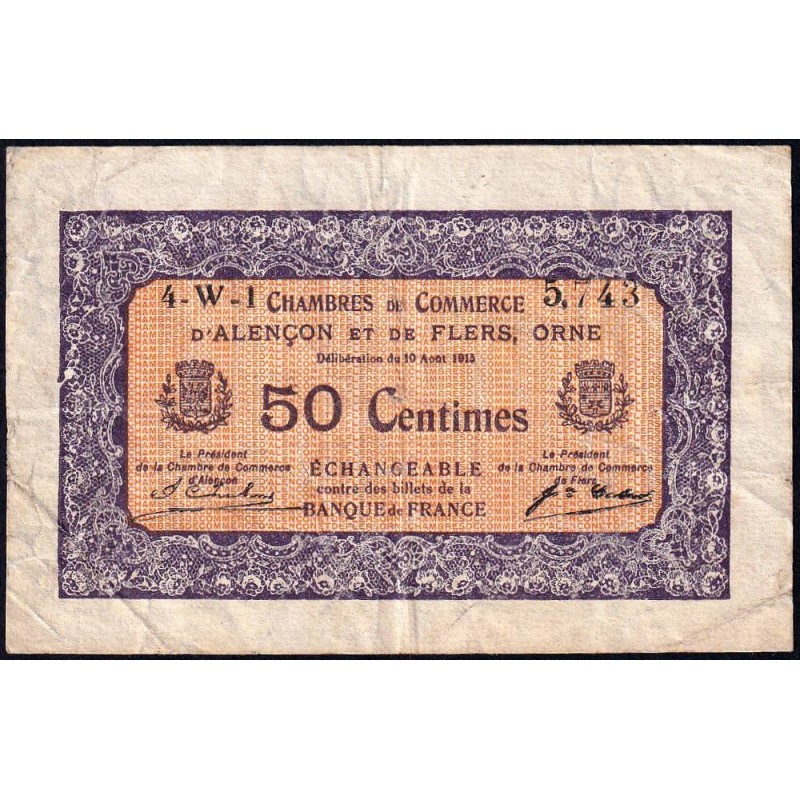 4-W-1 CHAMBRES DE COMMERCE 5,743
D'ALENÇON ET DE FLERS, ORNE
Délibération du 10 Août 1915
50 Centimes
Le Président
de la Chambre de Commerce
d'Alençon
ÉCHANGEABLE
contre des billets de la
BANQUE de FRANCE
Le Président
de la Chambre de Commerce
de Flers